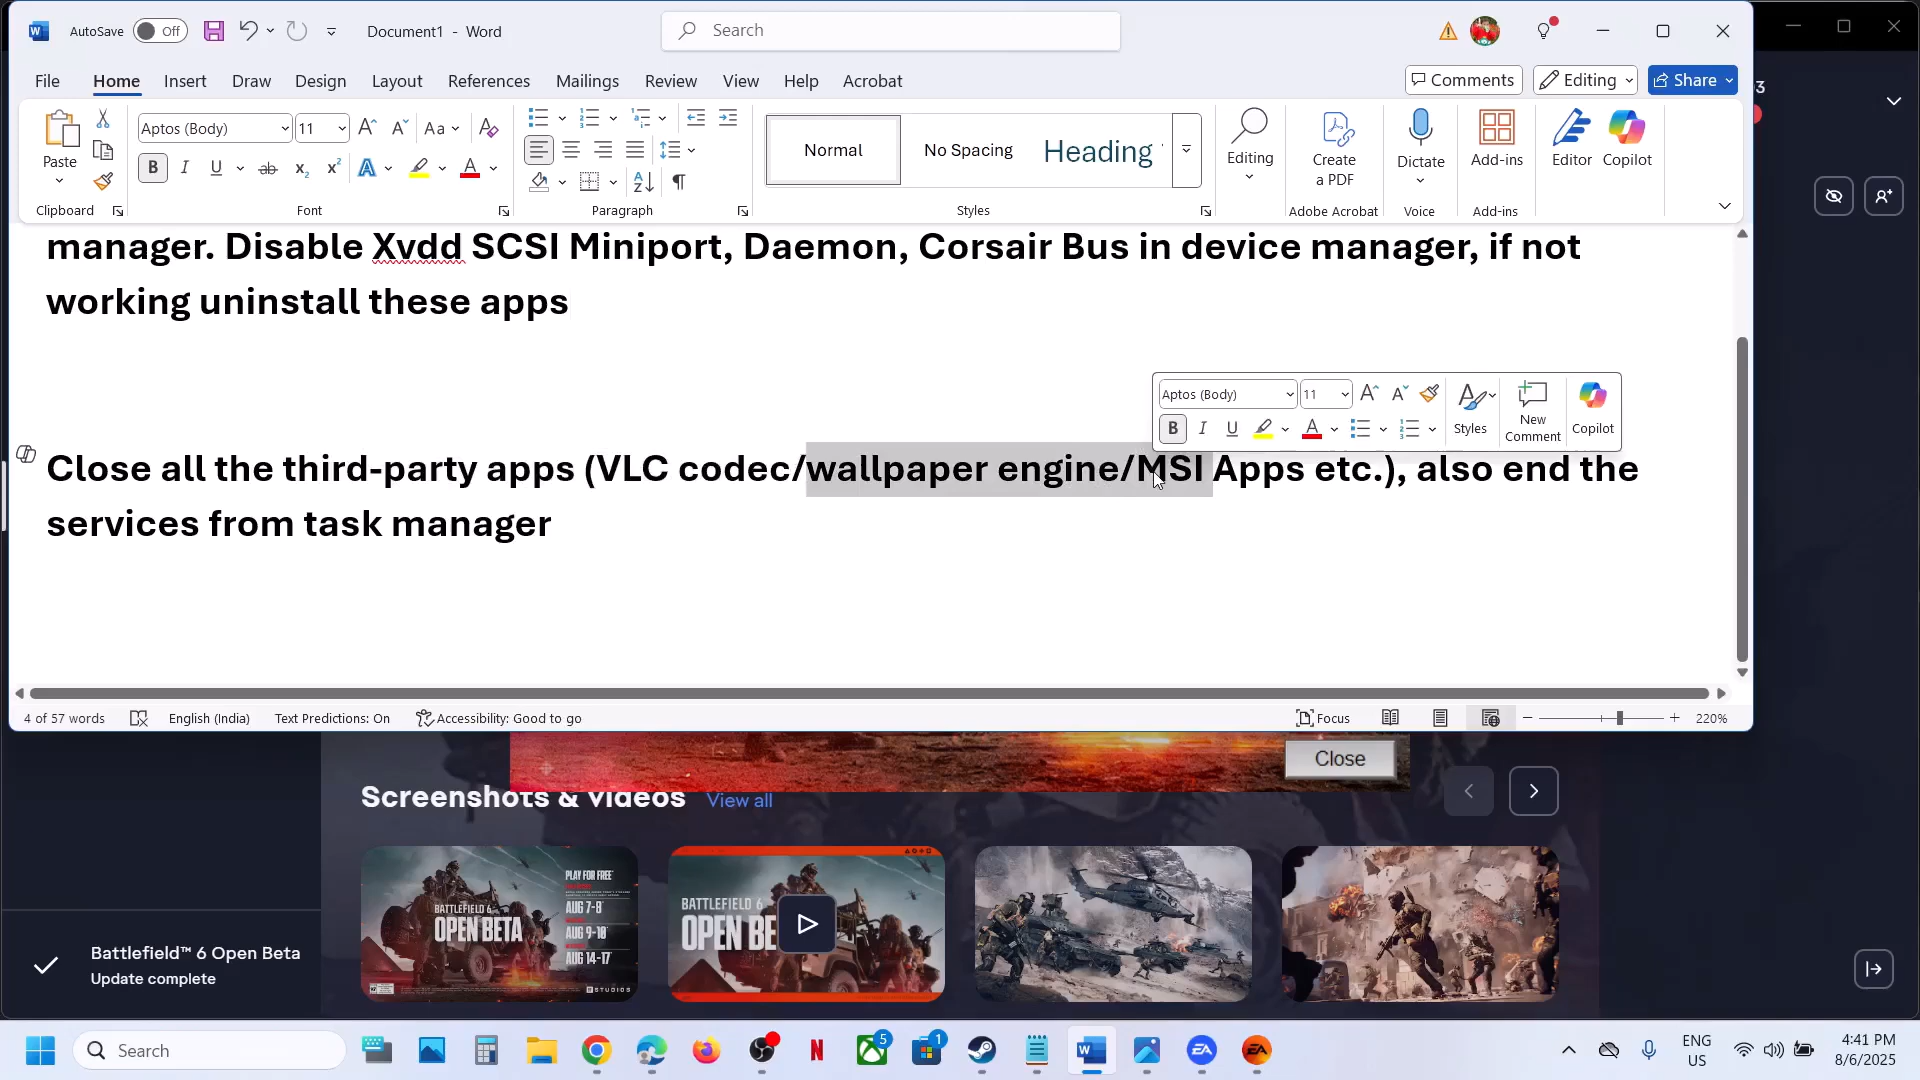 AutoSave Off
Document1 - Word
Search
File Home Insert Draw Design Layout References Mailings Review View Help Acrobat
Comments Editing Share
Paste
Aptos (Body) 11
Aa
B I U ab x₂ x² A A
Normal No Spacing Heading
Editing
Create a PDF
Dictate
Add-ins
Editor
Copilot
Clipboard Font Paragraph Styles Adobe Acrobat Voice Add-ins
manager. Disable Xvdd SCSI Miniport, Daemon, Corsair Bus in device manager, if not
working uninstall these apps
Aptos (Body) 11
B I U A Styles New Comment Copilot
Close all the third-party apps (VLC codec/wallpaper engine/MSI Apps etc.), also end the
services from task manager
4 of 57 words English (India) Text Predictions: On Accessibility: Good to go Focus 220%
Close
Screenshots & videos View all
BATTLEFIELD 6
OPEN BETA
PLAY FOR FREE
AUG 7-8
AUG 9-10
AUG 14-17
STUDIOS
BATTLEFIELD 6
OPEN BE
Battlefield™ 6 Open Beta
Update complete
Search
5
1
ENG
US
4:41 PM
8/6/2025